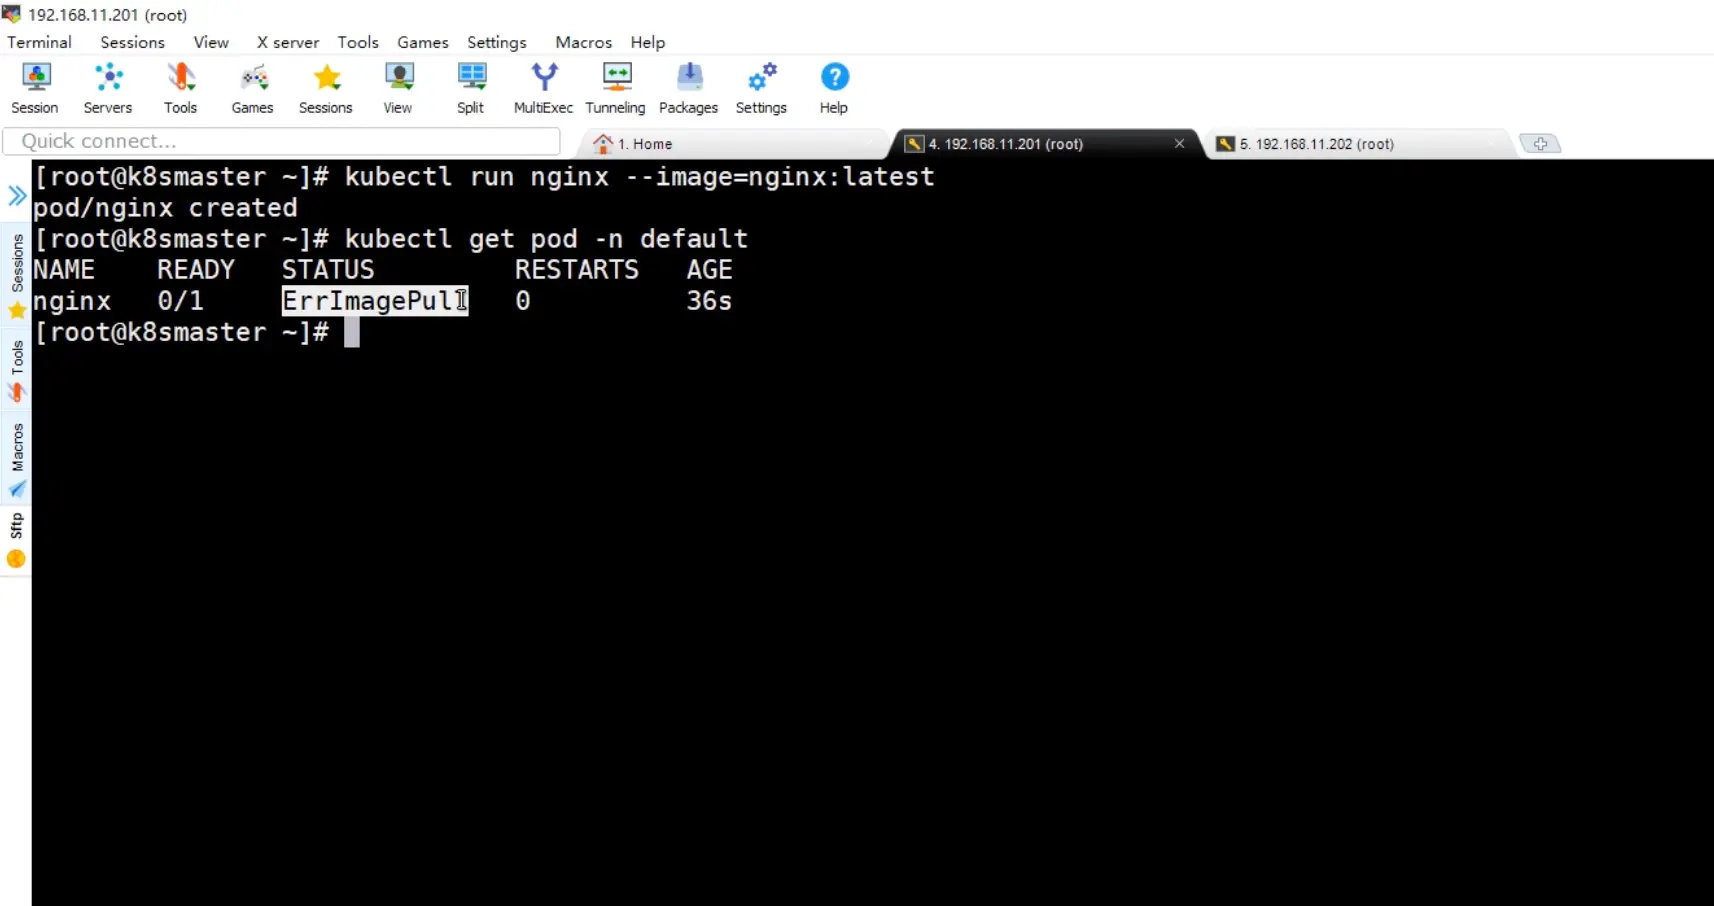 192.168.11.201 (root)
Terminal Sessions View X server Tools Games Settings Macros Help
Session Servers Tools Games Sessions View Split MultiExec Tunneling Packages Settings Help
Quick connect... 1. Home 4. 192.168.11.201 (root) 5. 192.168.11.202 (root)
[root@k8smaster ~]# kubectl run nginx --image=nginx:latest
pod/nginx created
[root@k8smaster ~]# kubectl get pod -n default
NAME READY STATUS RESTARTS AGE
nginx 0/1 ErrImagePull 0 36s
[root@k8smaster ~]#
Sessions
Tools
Macros
Sftp